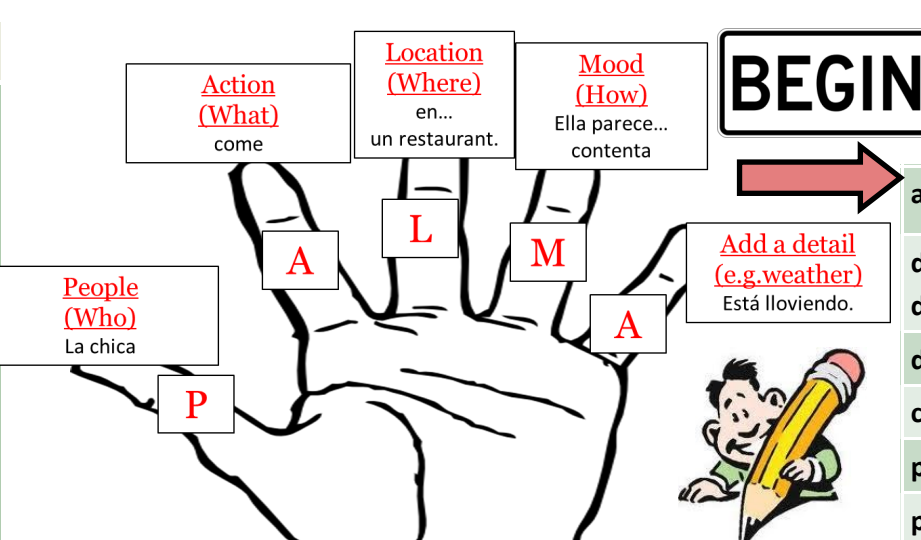 Action
(What)
come
Location
(Where)
en...
un restaurant.
Mood
(How)
Ella parece...
contenta
BEGIN
Add a detail
(e.g.weather)
Está lloviendo.
People
(Who)
La chica
P
A
L
M
A